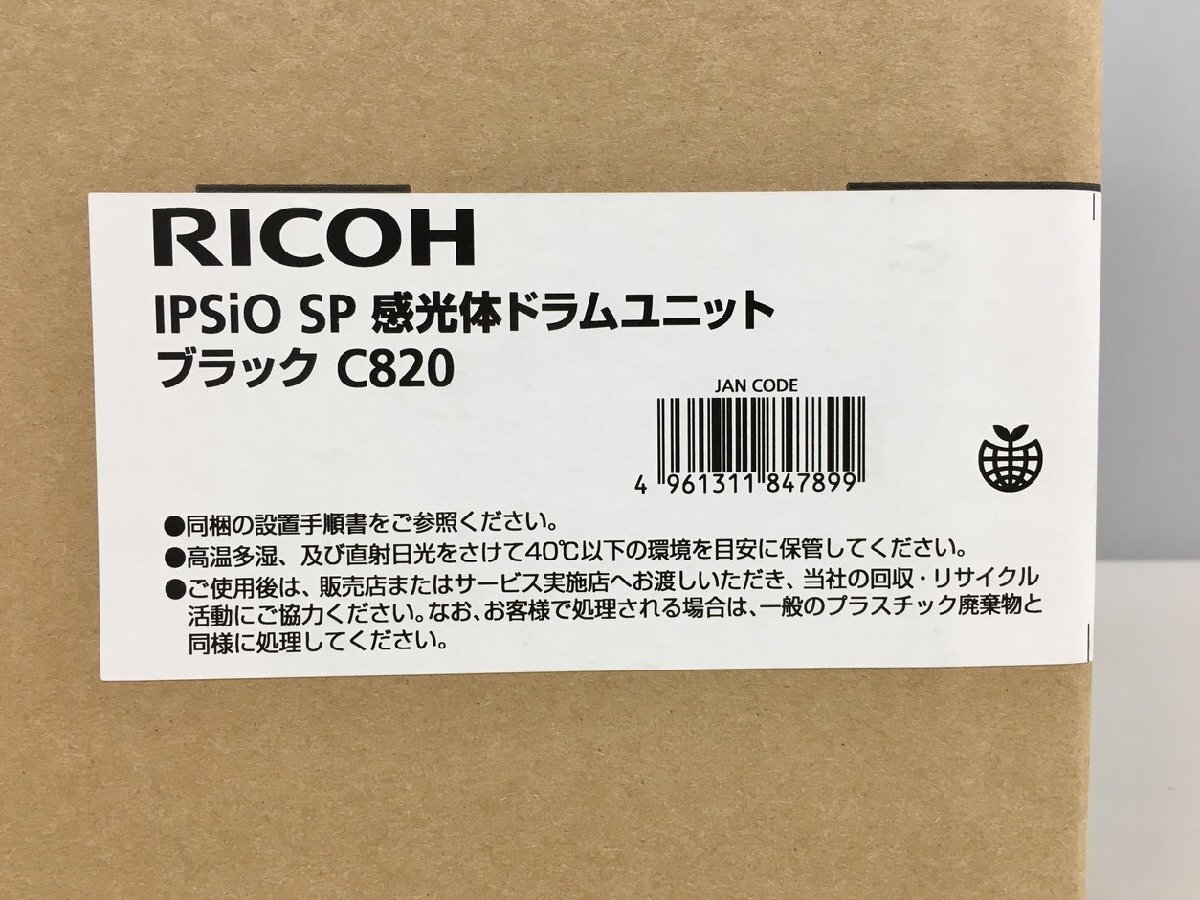 RICOH
IPSiO SP 感光体ドラムユニット
ブラック C820
JAN CODE
4 961311 847899
●同梱の設置手順書をご参照ください。
●高温多湿、及び直射日光をさけて40℃以下の環境を目安に保管してください。
●ご使用後は、販売店またはサービス実施店へお渡しいただき、当社の回収・リサイクル
活動にご協力ください。なお、お客様で処理される場合は、一般のプラスチック廃棄物と
同様に処理してください。